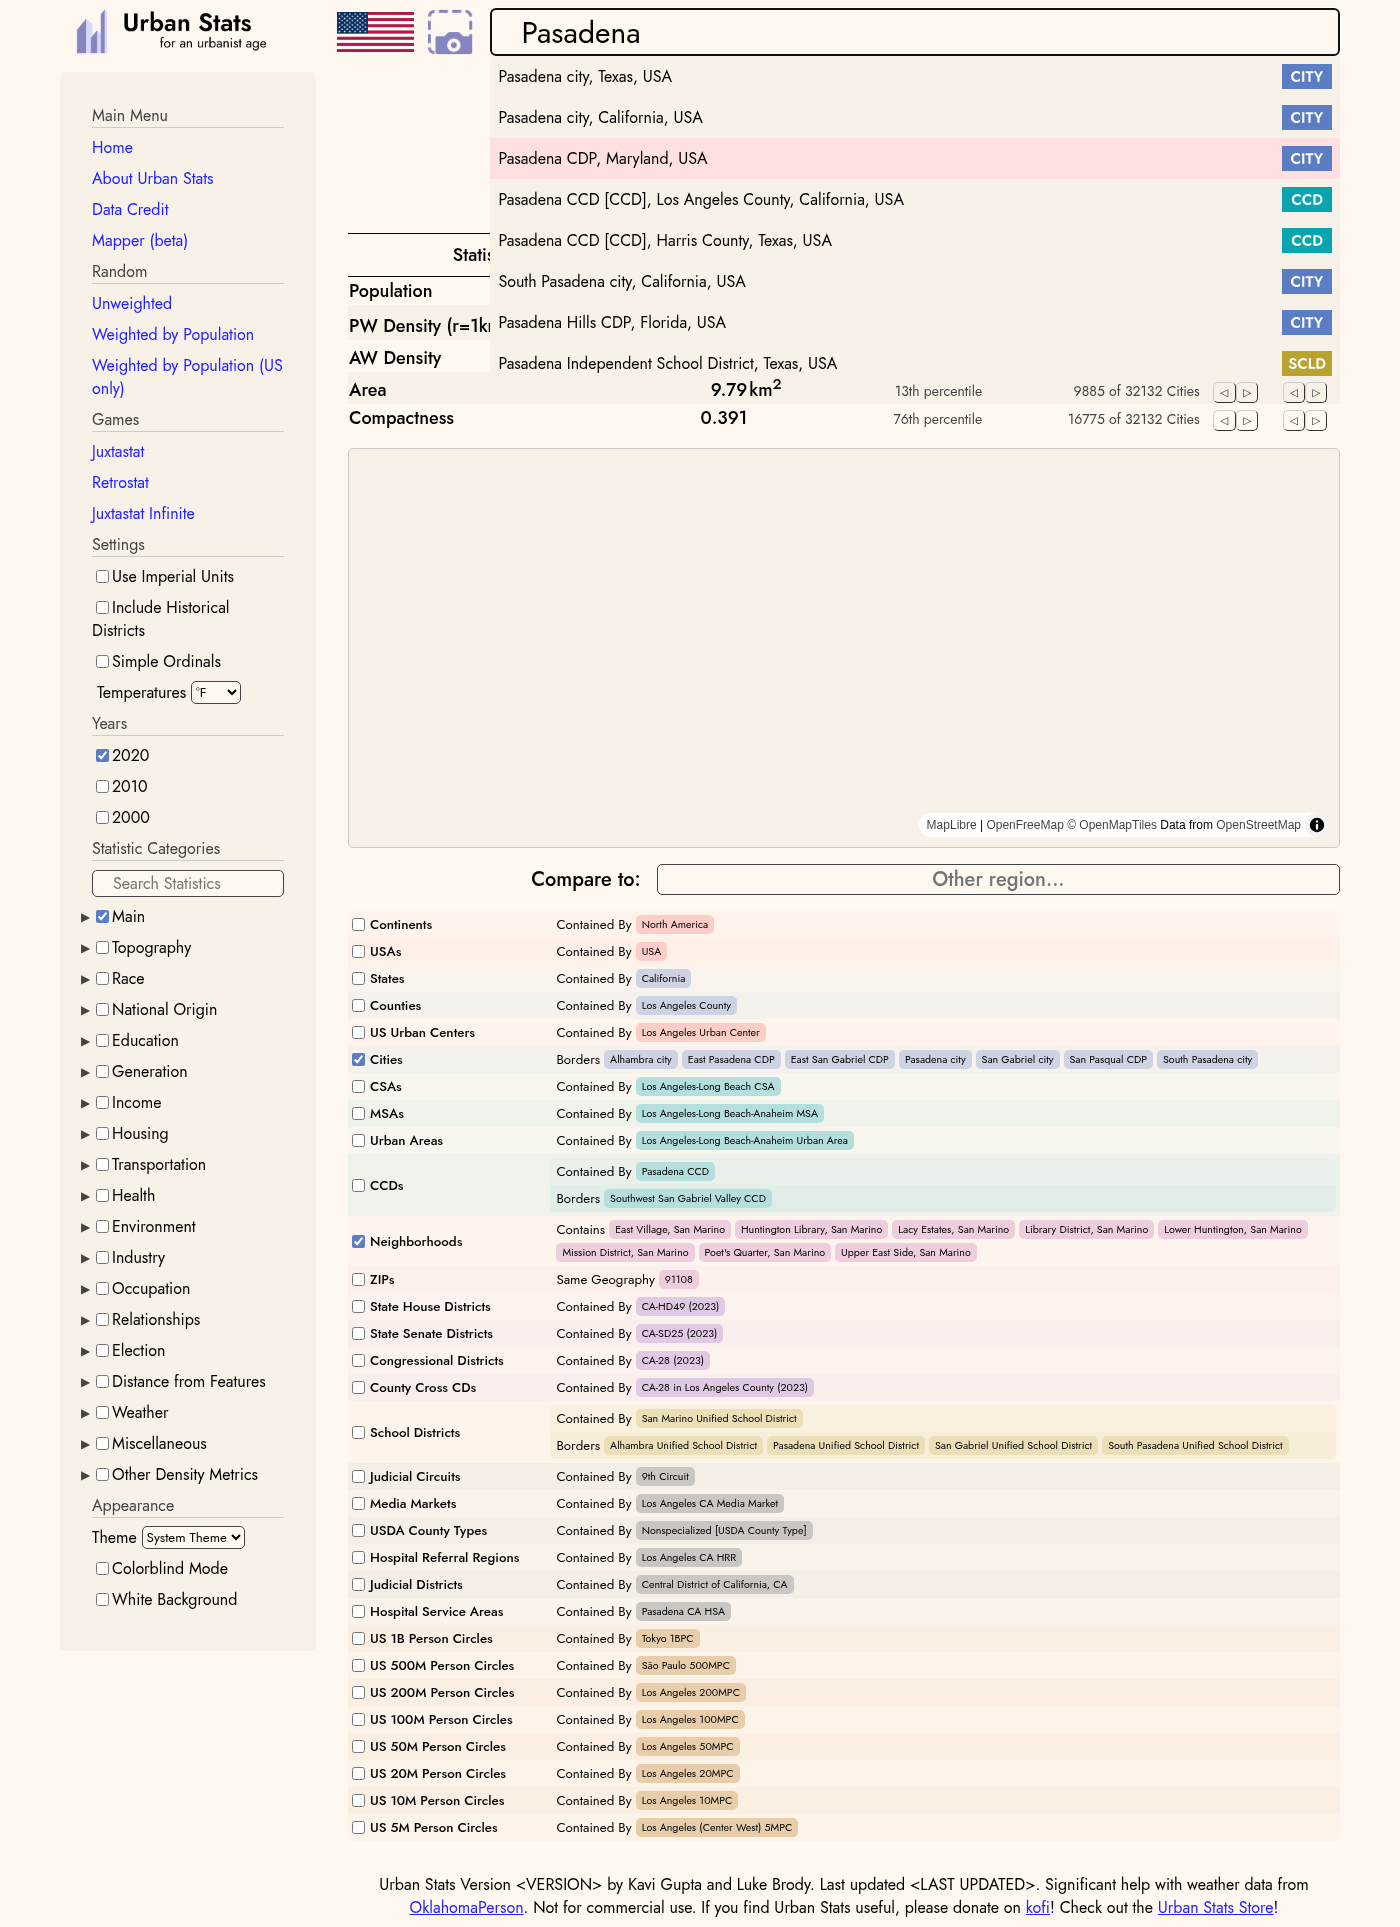 Urban Stats
for an urbanist age
Pasadena
Pasadena city, Texas, USA CITY
Pasadena city, California, USA CITY
Pasadena CDP, Maryland, USA CITY
Pasadena CCD [CCD], Los Angeles County, California, USA CCD
Pasadena CCD [CCD], Harris County, Texas, USA CCD
South Pasadena city, California, USA CITY
Pasadena Hills CDP, Florida, USA CITY
Pasadena Independent School District, Texas, USA SCLD
Main Menu
Home
About Urban Stats
Data Credit
Mapper (beta)
Random
Unweighted
Weighted by Population
Weighted by Population (US
only)
Games
Juxtastat
Retrostat
Juxtastat Infinite
Settings
Use Imperial Units
Include Historical
Districts
Simple Ordinals
Temperatures °F
Years
2020
2010
2000
Statistic Categories
Search Statistics
Main
Topography
Race
National Origin
Education
Generation
Income
Housing
Transportation
Health
Environment
Industry
Occupation
Relationships
Election
Distance from Features
Weather
Miscellaneous
Other Density Metrics
Appearance
Theme System Theme
Colorblind Mode
White Background
Statis
Population
PW Density (r=1k
AW Density
Area 9.79 km² 13th percentile 9885 of 32132 Cities
Compactness 0.391 76th percentile 16775 of 32132 Cities
MapLibre | OpenFreeMap © OpenMapTiles Data from OpenStreetMap
Compare to: Other region...
Continents Contained By North America
USAs Contained By USA
States Contained By California
Counties Contained By Los Angeles County
US Urban Centers Contained By Los Angeles Urban Center
Cities Borders Alhambra city East Pasadena CDP East San Gabriel CDP Pasadena city San Gabriel city San Pasqual CDP South Pasadena city
CSAs Contained By Los Angeles-Long Beach CSA
MSAs Contained By Los Angeles-Long Beach-Anaheim MSA
Urban Areas Contained By Los Angeles-Long Beach-Anaheim Urban Area
CCDs Contained By Pasadena CCD
Borders Southwest San Gabriel Valley CCD
Neighborhoods Contains East Village, San Marino Huntington Library, San Marino Lacy Estates, San Marino Library District, San Marino Lower Huntington, San Marino
Mission District, San Marino Poet's Quarter, San Marino Upper East Side, San Marino
ZIPs Same Geography 91108
State House Districts Contained By CA-HD49 (2023)
State Senate Districts Contained By CA-SD25 (2023)
Congressional Districts Contained By CA-28 (2023)
County Cross CDs Contained By CA-28 in Los Angeles County (2023)
School Districts Contained By San Marino Unified School District
Borders Alhambra Unified School District Pasadena Unified School District San Gabriel Unified School District South Pasadena Unified School District
Judicial Circuits Contained By 9th Circuit
Media Markets Contained By Los Angeles CA Media Market
USDA County Types Contained By Nonspecialized [USDA County Type]
Hospital Referral Regions Contained By Los Angeles CA HRR
Judicial Districts Contained By Central District of California, CA
Hospital Service Areas Contained By Pasadena CA HSA
US 1B Person Circles Contained By Tokyo 1BPC
US 500M Person Circles Contained By São Paulo 500MPC
US 200M Person Circles Contained By Los Angeles 200MPC
US 100M Person Circles Contained By Los Angeles 100MPC
US 50M Person Circles Contained By Los Angeles 50MPC
US 20M Person Circles Contained By Los Angeles 20MPC
US 10M Person Circles Contained By Los Angeles 10MPC
US 5M Person Circles Contained By Los Angeles (Center West) 5MPC
Urban Stats Version <VERSION> by Kavi Gupta and Luke Brody. Last updated <LAST UPDATED>. Significant help with weather data from
OklahomaPerson. Not for commercial use. If you find Urban Stats useful, please donate on kofi! Check out the Urban Stats Store!